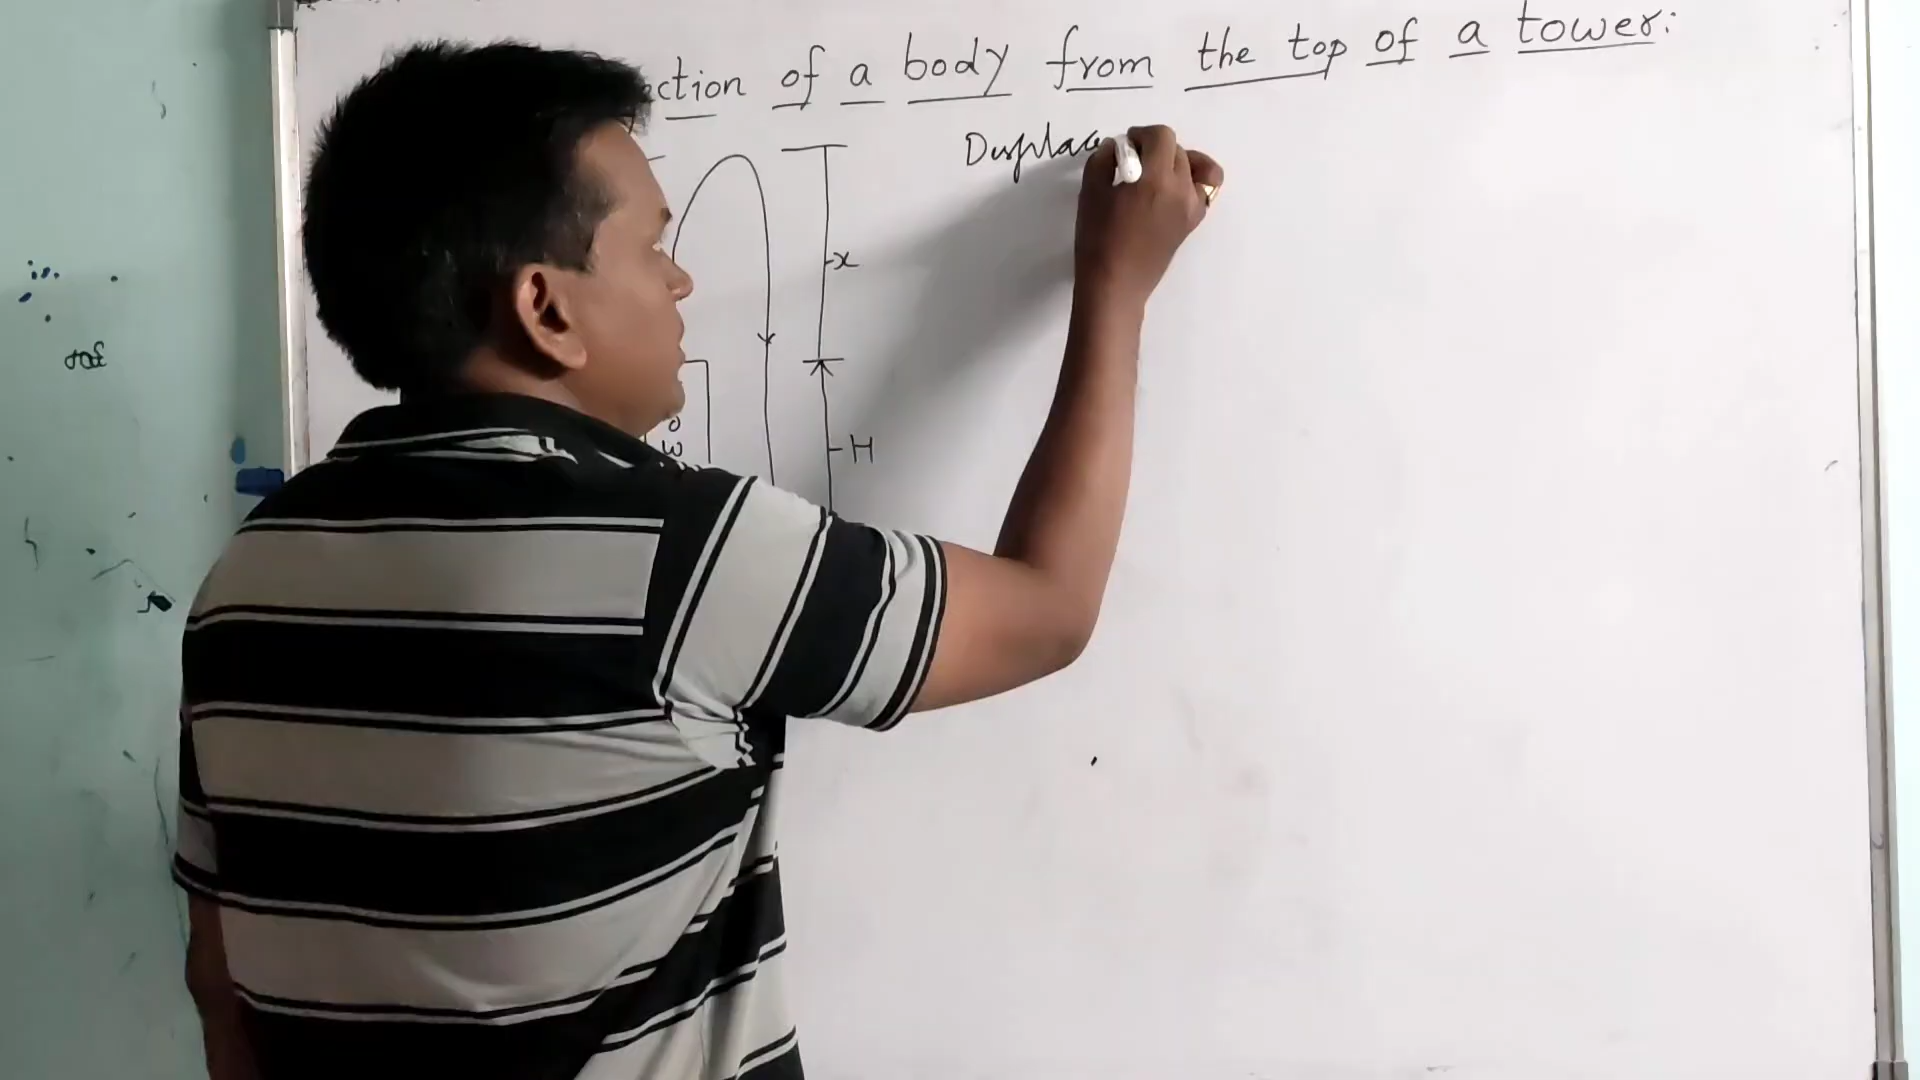 ction of a body from the top of a tower:
Displac
x
o
w
H